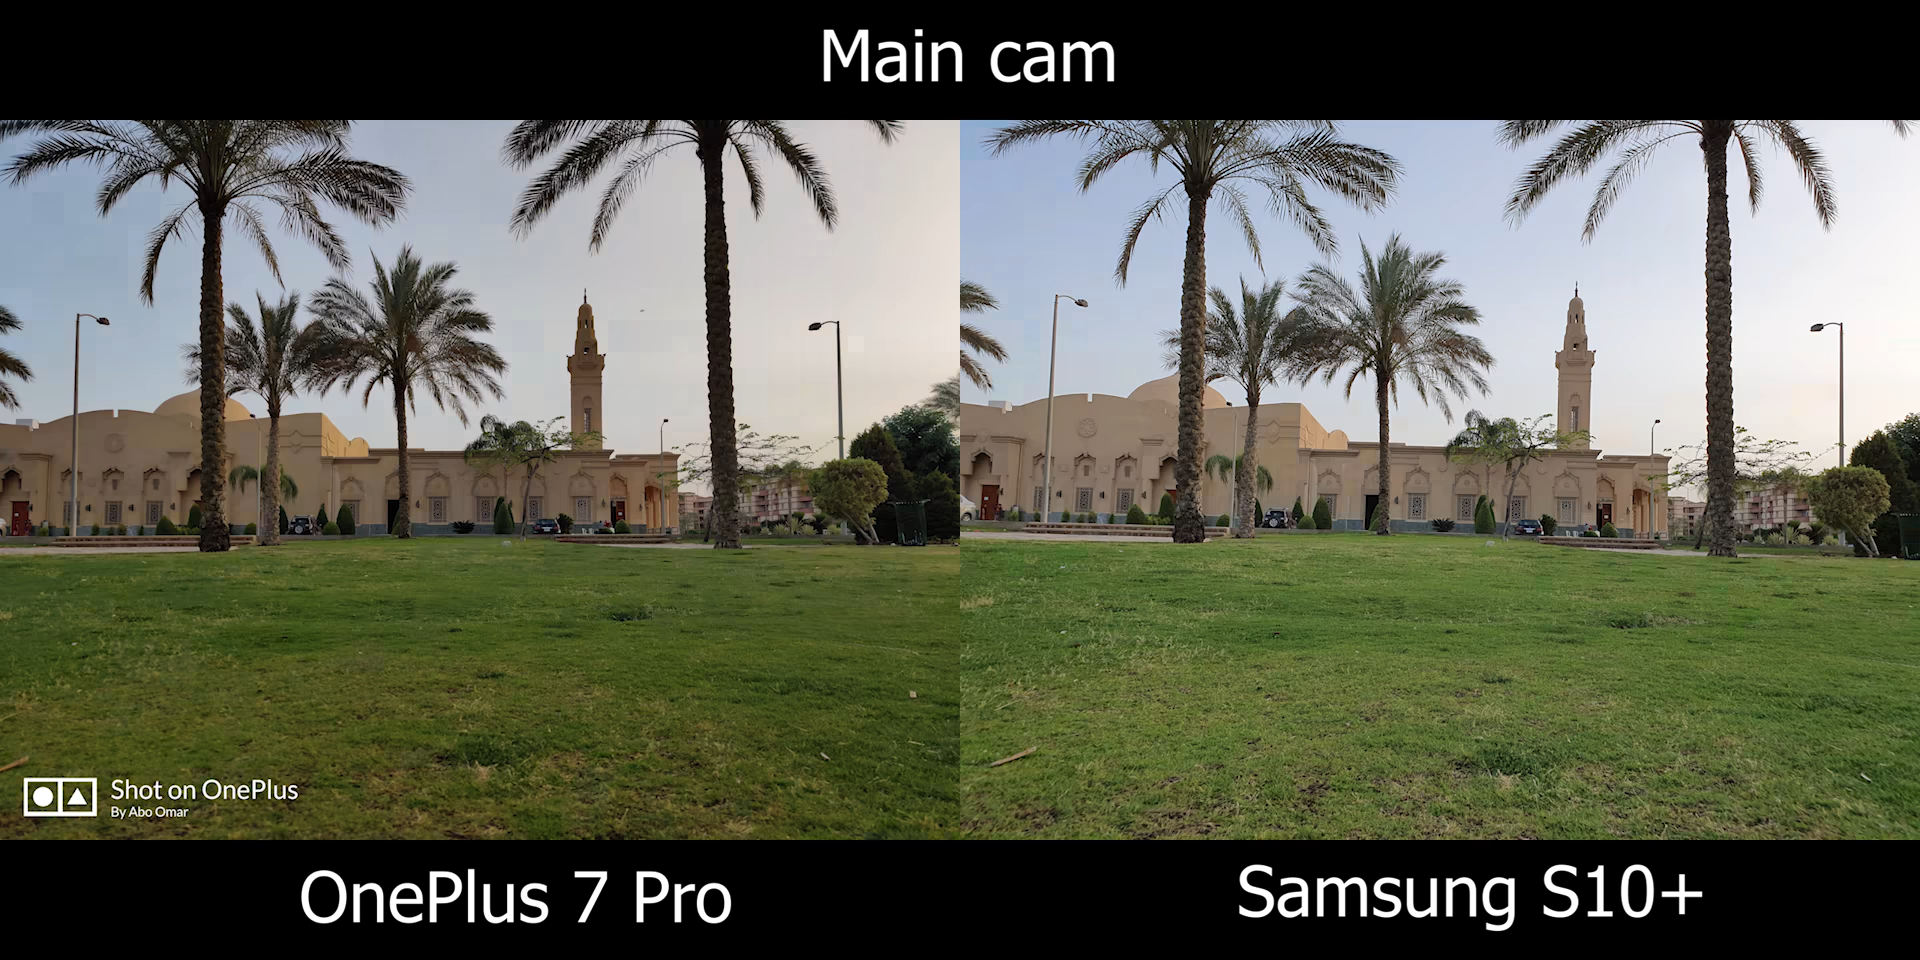 Main cam
Shot on OnePlus
By Abo Omar
OnePlus 7 Pro
Samsung S10+